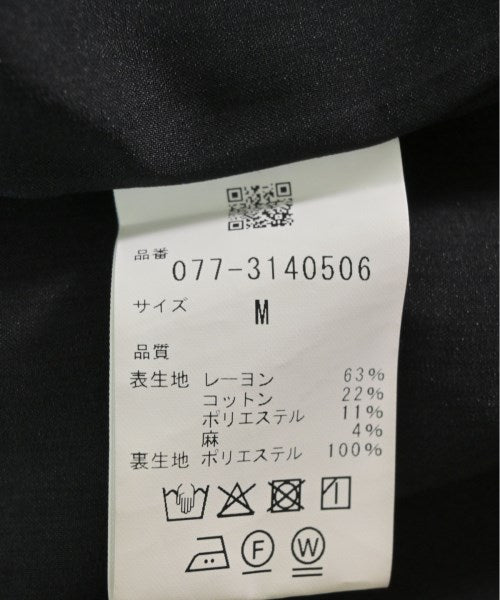 品番 077-3140506
サイズ M
品質
表生地 レーヨン 63%
コットン 22%
ポリエステル 11%
麻 4%
裏生地 ポリエステル 100%
F W